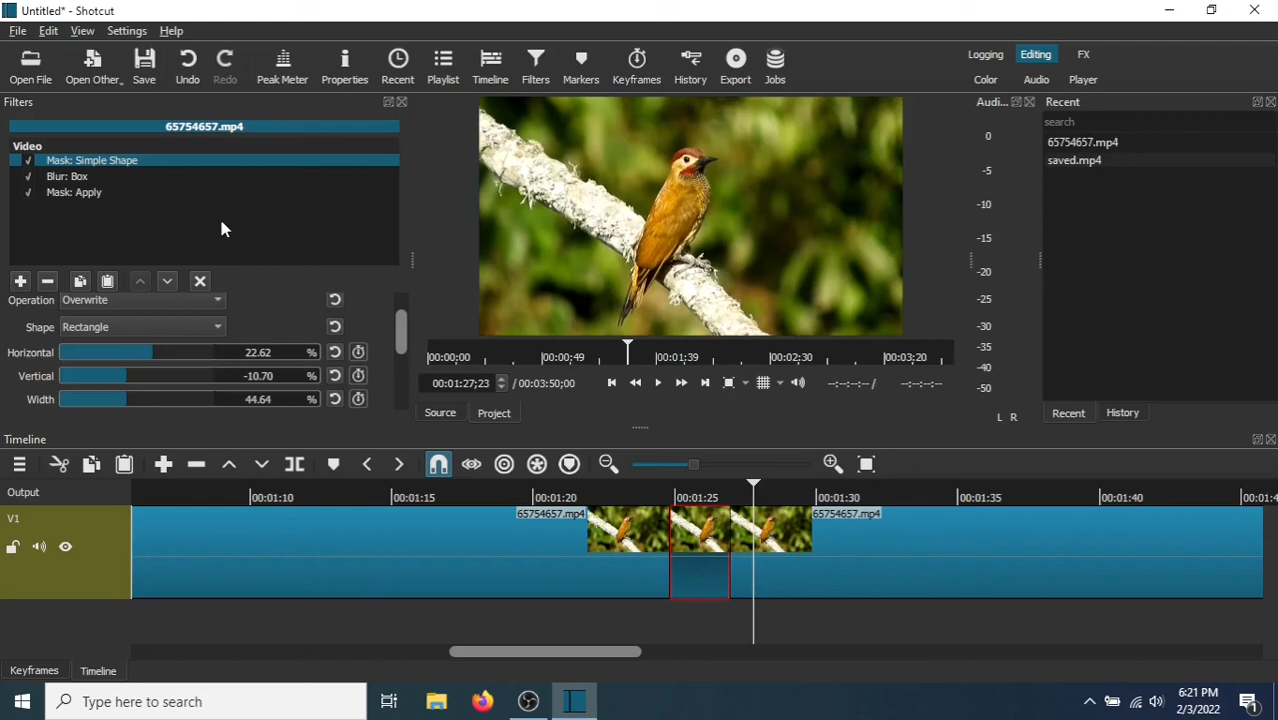 Untitled* - Shotcut
File Edit View Settings Help
Open File Open Other.. Save Undo Redo Peak Meter Properties Recent Playlist Timeline Filters Markers Keyframes History Export Jobs
Logging Editing FX
Color Audio Player
Filters
65754657.mp4
Video
✓ Mask: Simple Shape
✓ Blur: Box
✓ Mask: Apply
Operation Overwrite
Shape Rectangle
Horizontal 22.62 %
Vertical -10.70 %
Width 44.64 %
00:00:00 00:00:49 00:01:39 00:02:30 00:03:20
00:01:27;23 / 00:03:50;00 --:--:--:-- / --:--:--:--
Source Project
Audi...
0
-5
-10
-15
-20
-25
-30
-35
-40
-50
L R
Recent
search
65754657.mp4
saved.mp4
Recent History
Timeline
Output 00:01:10 00:01:15 00:01:20 00:01:25 00:01:30 00:01:35 00:01:40 00:01:4
V1 65754657.mp4 65754657.mp4
Keyframes Timeline
Type here to search
6:21 PM
2/3/2022
1